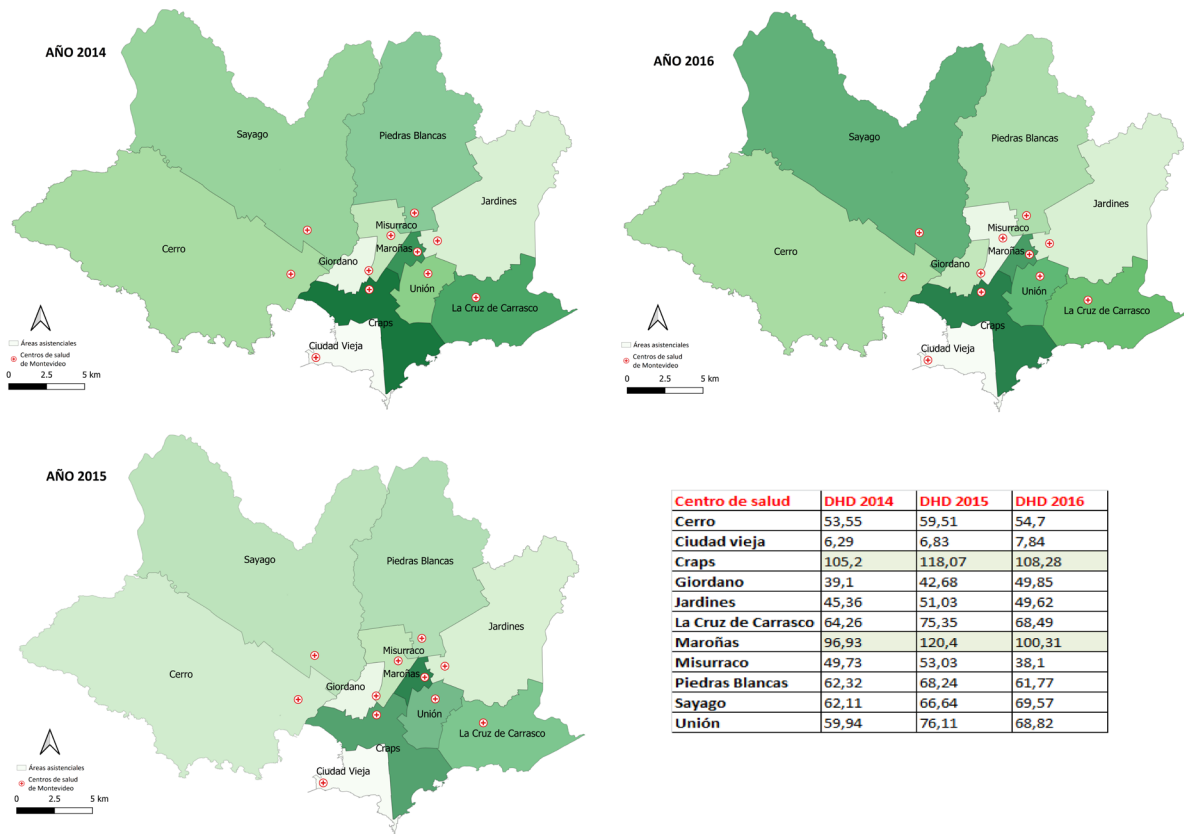 AÑO 2014
Sayago
Piedras Blancas
Jardines
Cerro
Misurraco
Maroñas
Giordano
Unión
La Cruz de Carrasco
Craps
Ciudad Vieja
Áreas asistenciales
Centros de salud
de Montevideo
0 2.5 5 km
AÑO 2016
Sayago
Piedras Blancas
Jardines
Cerro
Misurraco
Maroñas
Giordano
Unión
La Cruz de Carrasco
Craps
Ciudad Vieja
Áreas asistenciales
Centros de salud
de Montevideo
0 2.5 5 km
AÑO 2015
Sayago
Piedras Blancas
Jardines
Cerro
Misurraco
Maroñas
Giordano
Unión
La Cruz de Carrasco
Craps
Ciudad Vieja
Áreas asistenciales
Centros de salud
de Montevideo
0 2.5 5 km
Centro de salud DHD 2014 DHD 2015 DHD 2016
Cerro 53,55 59,51 54,7
Ciudad vieja 6,29 6,83 7,84
Craps 105,2 118,07 108,28
Giordano 39,1 42,68 49,85
Jardines 45,36 51,03 49,62
La Cruz de Carrasco 64,26 75,35 68,49
Maroñas 96,93 120,4 100,31
Misurraco 49,73 53,03 38,1
Piedras Blancas 62,32 68,24 61,77
Sayago 62,11 66,64 69,57
Unión 59,94 76,11 68,82